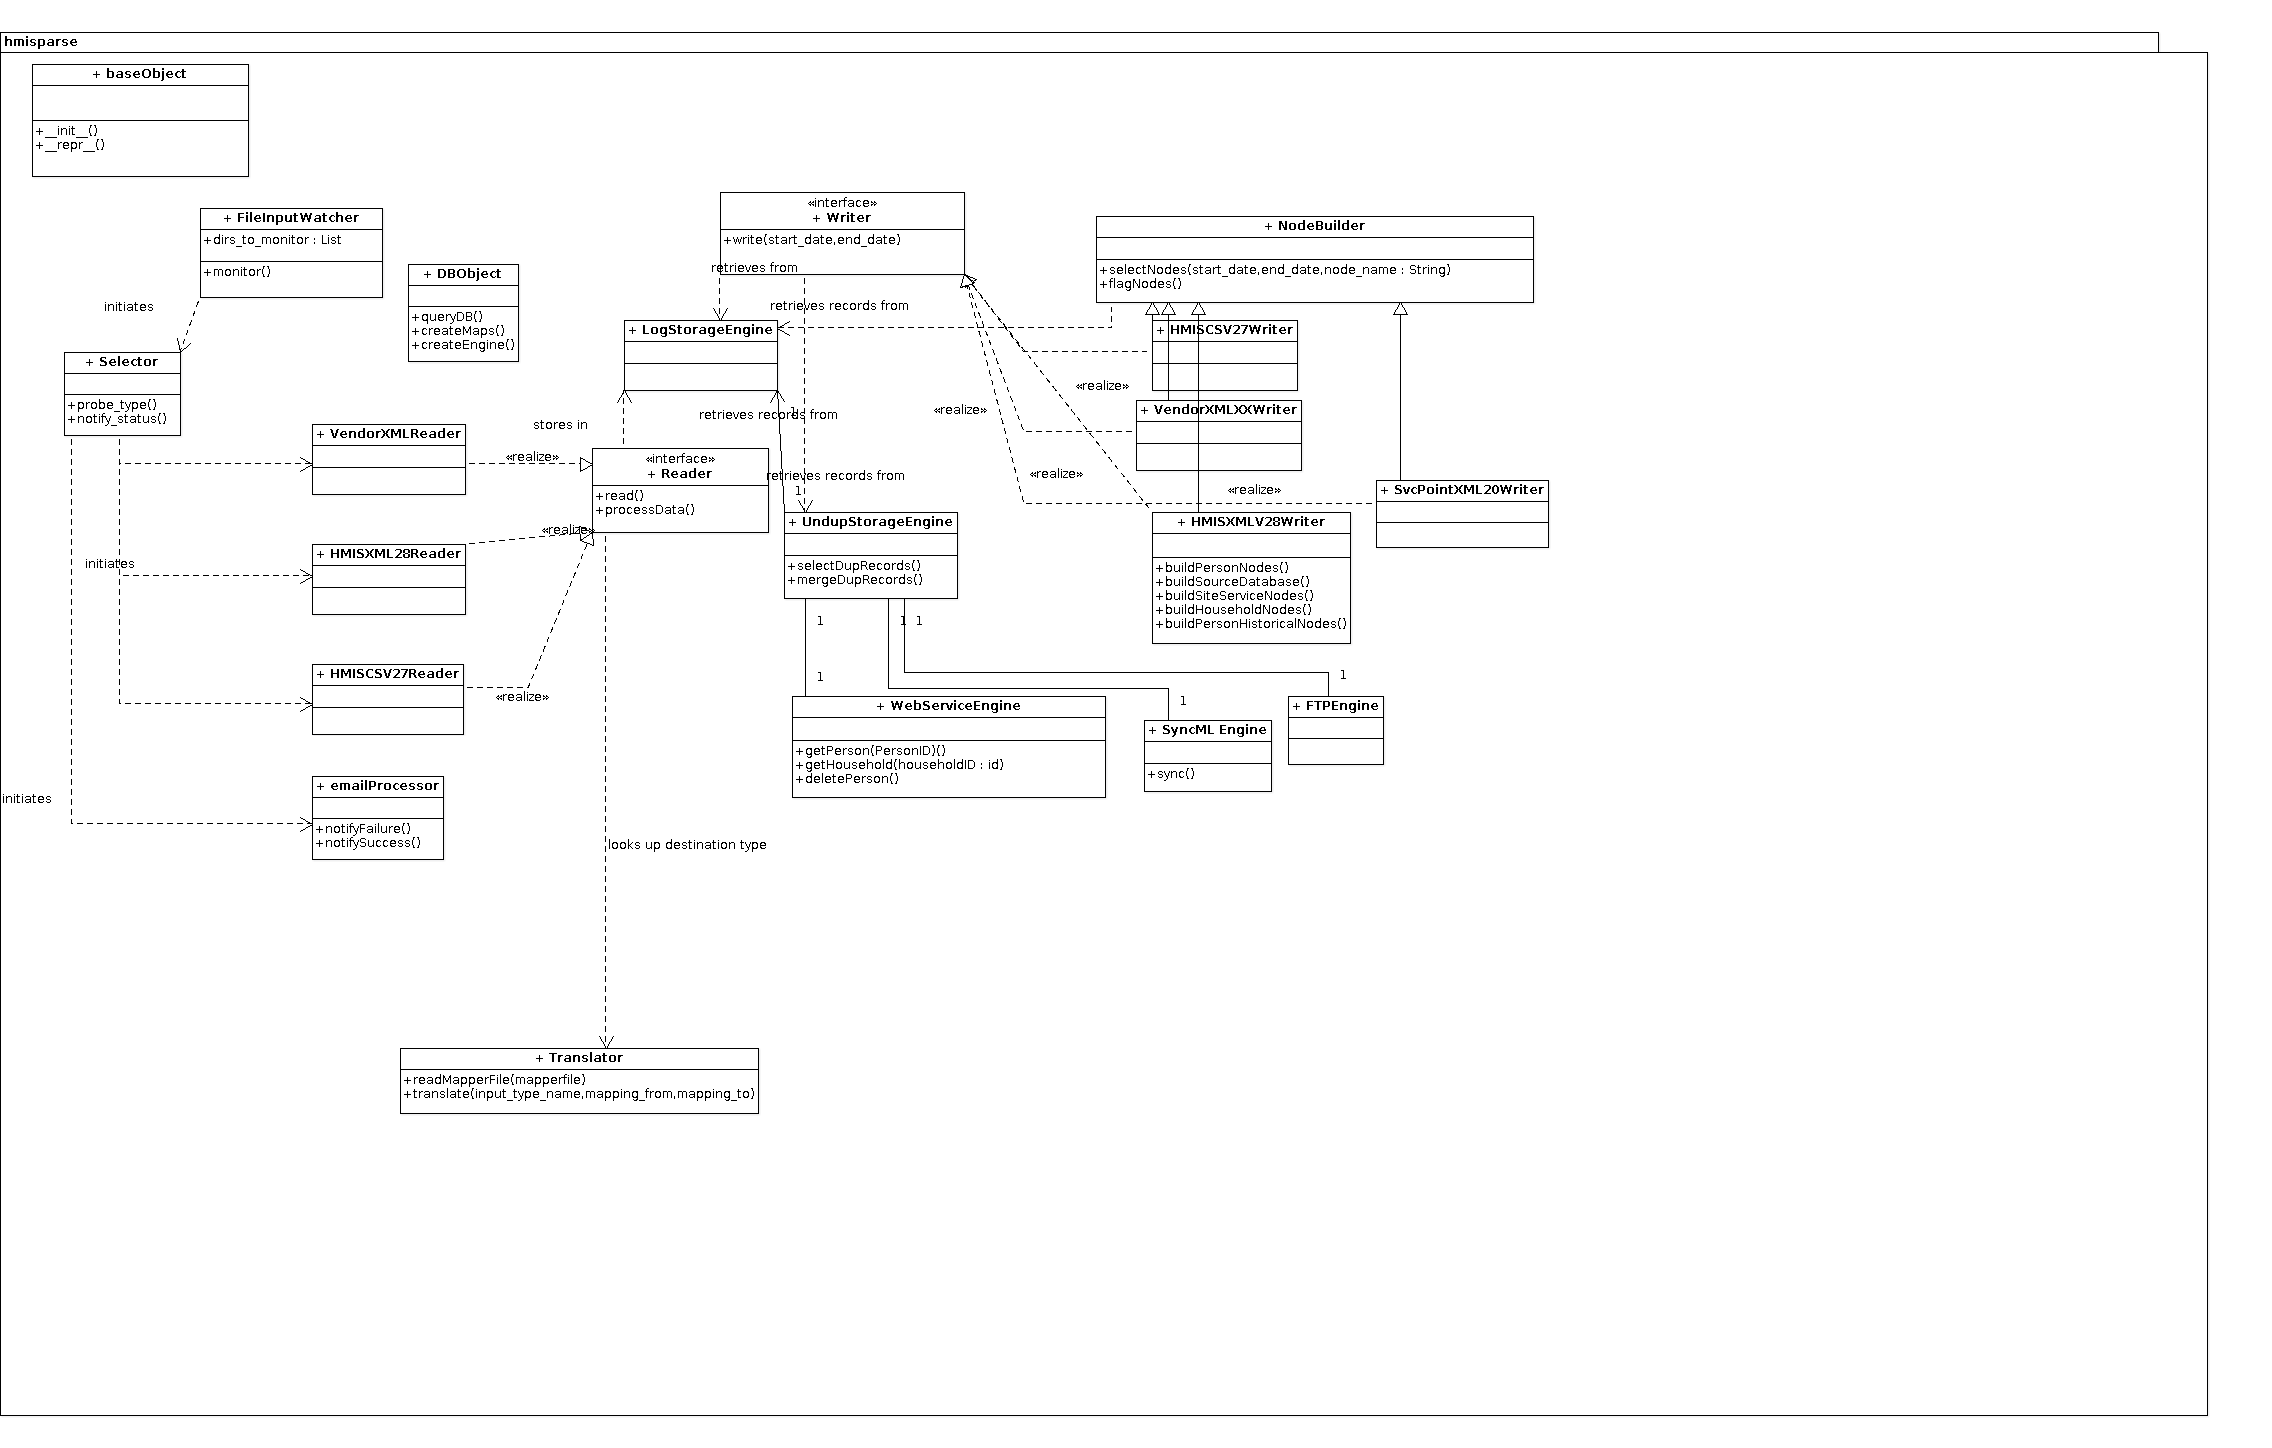 hmisparse
+ baseObject
+__init__()
+__repr__()
+ FileInputWatcher
+dirs_to_monitor : List
+monitor()
initiates
+ DBObject
+queryDB()
+createMaps()
+createEngine()
+ Selector
+probe_type()
+notify_status()
«interface»
+ Writer
+write(start_date,end_date)
retrieves from
retrieves records from
+ NodeBuilder
+selectNodes(start_date,end_date,node_name : String)
+flagNodes()
+ LogStorageEngine
+ HMISCSV27Writer
«realize»
+ VendorXMLXXWriter
«realize»
retrieves records from
1
stores in
+ VendorXMLReader
«realize»
«interface»
+ Reader
+read()
+processData()
retrieves records from
1
«realize»
«realize»
+ SvcPointXML20Writer
+ UndupStorageEngine
+selectDupRecords()
+mergeDupRecords()
+ HMISXMLV28Writer
+buildPersonNodes()
+buildSourceDatabase()
+buildSiteServiceNodes()
+buildHouseholdNodes()
+buildPersonHistoricalNodes()
«realize»
+ HMISXML28Reader
initiates
1
1
1
+ HMISCSV27Reader
«realize»
1
1
1
+ WebServiceEngine
+getPerson(PersonID)()
+getHousehold(householdID : id)
+deletePerson()
+ SyncML Engine
+sync()
+ FTPEngine
+ emailProcessor
+notifyFailure()
+notifySuccess()
initiates
looks up destination type
+ Translator
+readMapperFile(mapperfile)
+translate(input_type_name,mapping_from,mapping_to)